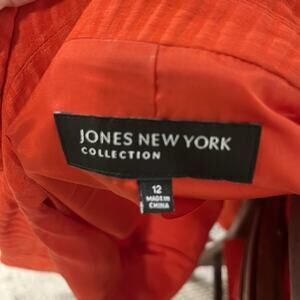 JONES NEW YORK
COLLECTION
12
MADE IN
CHINA